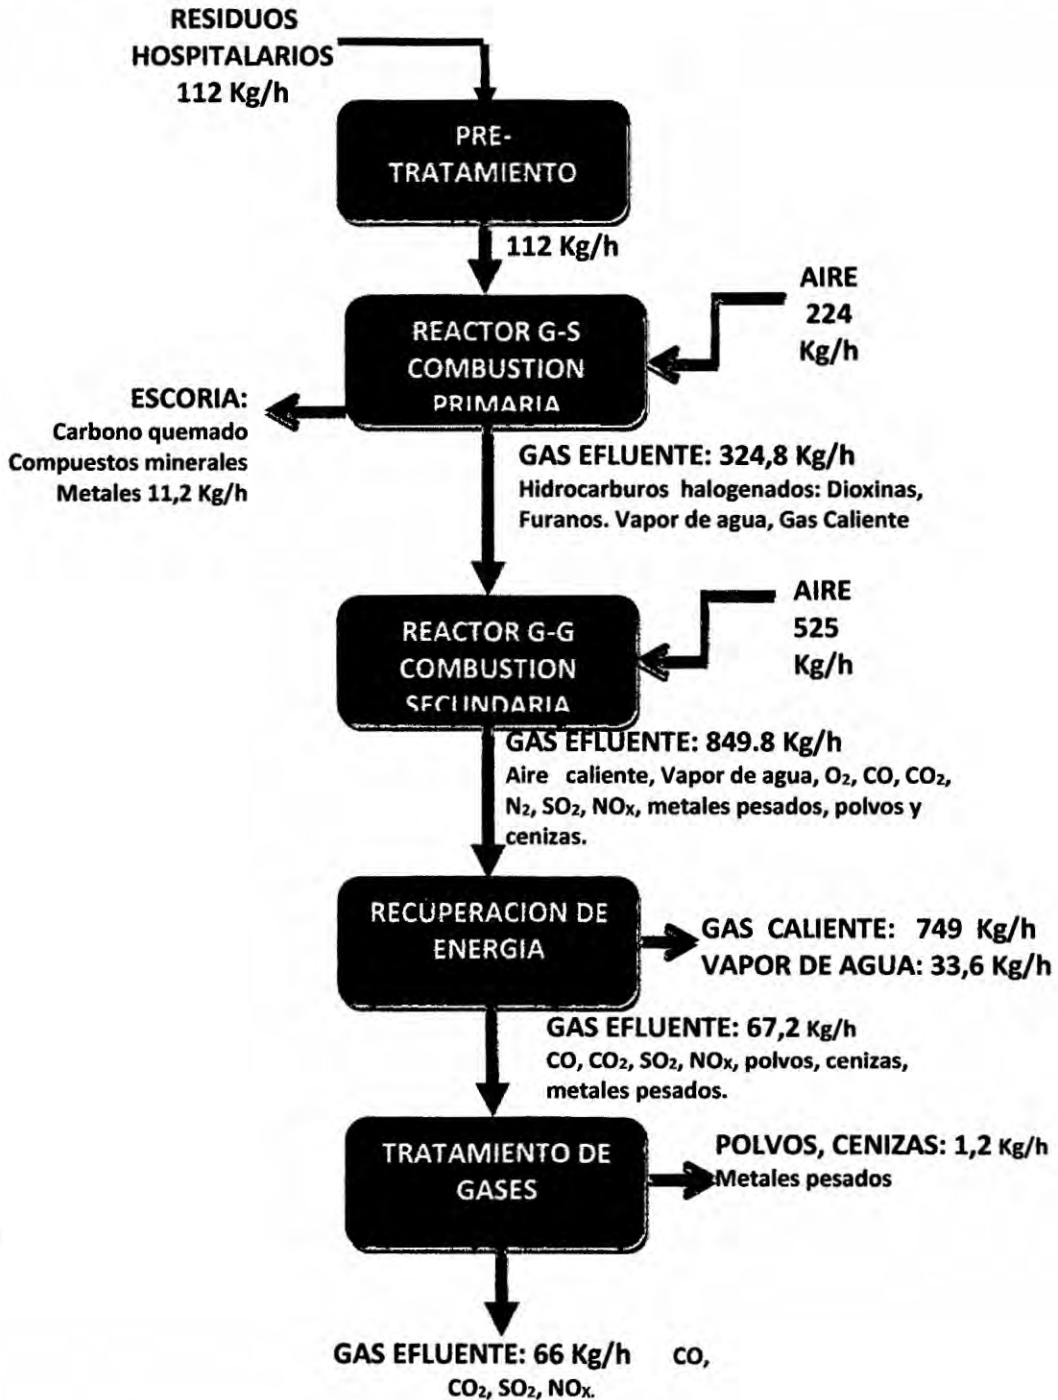 RESIDUOS
HOSPITALARIOS
112 Kg/h
PRE-
TRATAMIENTO
112 Kg/h
AIRE
224
Kg/h
REACTOR G-S
COMBUSTION
PRIMARIA
ESCORIA:
Carbono quemado
Compuestos minerales
Metales 11,2 Kg/h
GAS EFLUENTE: 324,8 Kg/h
Hidrocarburos halogenados: Dioxinas,
Furanos. Vapor de agua, Gas Caliente
AIRE
525
Kg/h
REACTOR G-G
COMBUSTION
SECUNDARIA
GAS EFLUENTE: 849.8 Kg/h
Aire caliente, Vapor de agua, O₂, CO, CO₂,
N₂, SO₂, NOx, metales pesados, polvos y
cenizas.
RECUPERACION DE
ENERGIA
GAS CALIENTE: 749 Kg/h
VAPOR DE AGUA: 33,6 Kg/h
GAS EFLUENTE: 67,2 Kg/h
CO, CO₂, SO₂, NOx, polvos, cenizas,
metales pesados.
TRATAMIENTO DE
GASES
POLVOS, CENIZAS: 1,2 Kg/h
Metales pesados
GAS EFLUENTE: 66 Kg/h CO,
CO₂, SO₂, NOx.